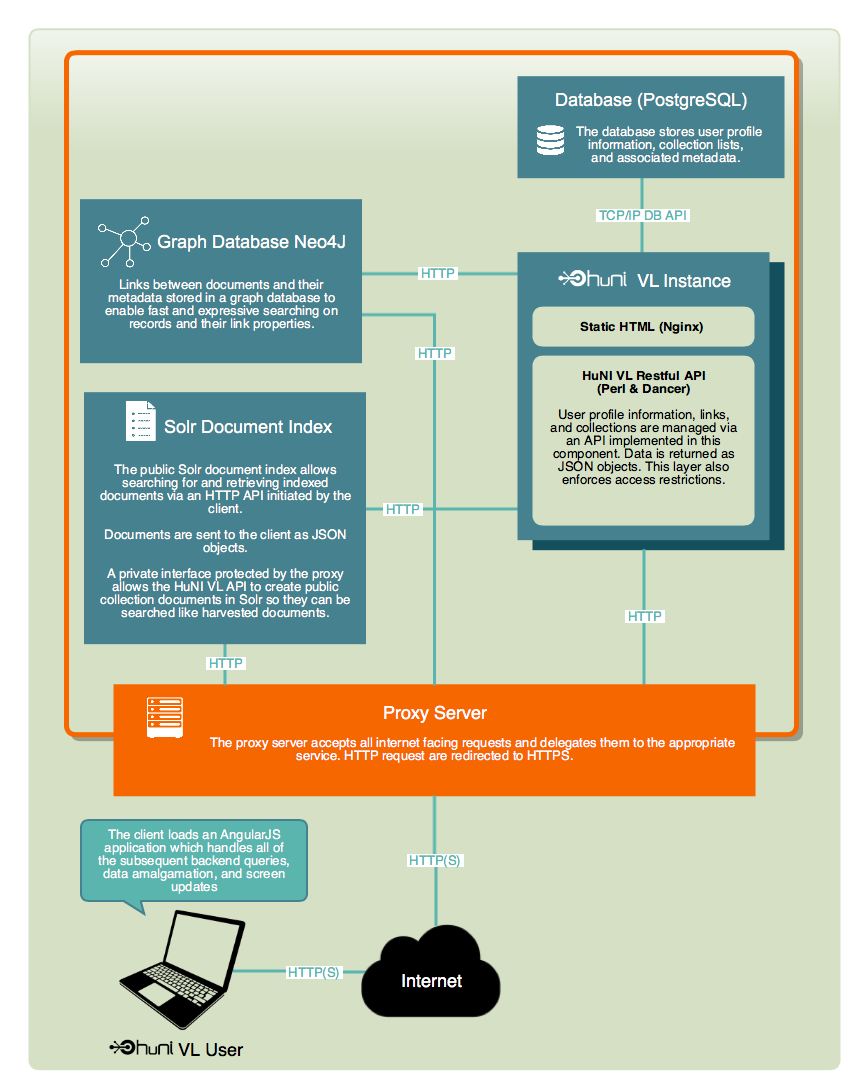 Database (PostgreSQL)
The database stores user profile
information, collection lists,
and associated metadata.
TCP/IP DB API
Graph Database Neo4J
Links between documents and their
metadata stored in a graph database to
enable fast and expressive searching on
records and their link properties.
HTTP
HTTP
huni VL Instance
Static HTML (Nginx)
HuNI VL Restful API
(Perl & Dancer)
User profile information, links,
and collections are managed via
an API implemented in this
component. Data is returned as
JSON objects. This layer also
enforces access restrictions.
Solr Document Index
The public Solr document index allows
searching for and retrieving indexed
documents via an HTTP API initiated by the
client.
Documents are sent to the client as JSON
objects.
A private interface protected by the proxy
allows the HuNI VL API to create public
collection documents in Solr so they can be
searched like harvested documents.
HTTP
HTTP
HTTP
Proxy Server
The proxy server accepts all internet facing requests and delegates them to the appropriate
service. HTTP request are redirected to HTTPS.
The client loads an AngularJS
application which handles all of
the subsequent backend queries,
data amalgamation, and screen
updates
HTTP(S)
HTTP(S)
Internet
huni VL User